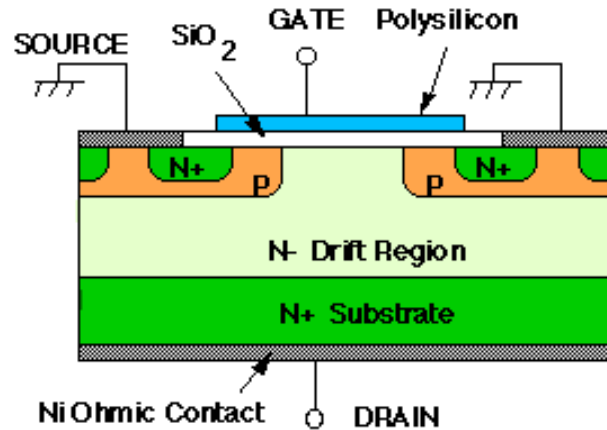 GATE
Polysilicon
SiO2
SOURCE
N+
P
P
N+
N- Drift Region
N+ Substrate
Ni Ohmic Contact
DRAIN